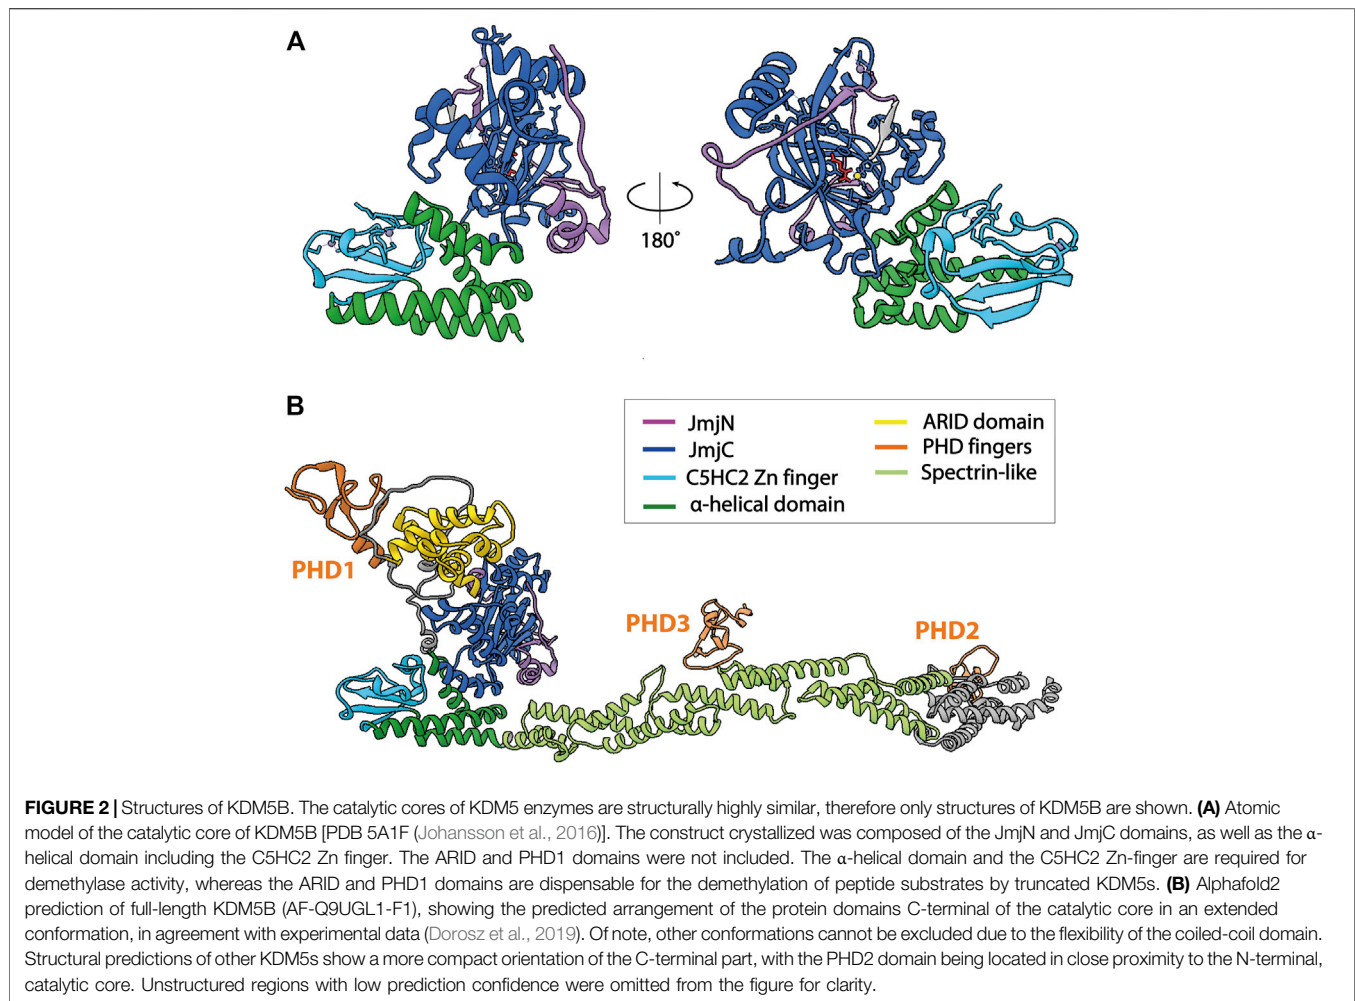 A
180°
B
JmjN
JmjC
C5HC2 Zn finger
α-helical domain
ARID domain
PHD fingers
Spectrin-like
PHD1
PHD3
PHD2
FIGURE 2 | Structures of KDM5B. The catalytic cores of KDM5 enzymes are structurally highly similar, therefore only structures of KDM5B are shown. (A) Atomic
model of the catalytic core of KDM5B [PDB 5A1F (Johansson et al., 2016)]. The construct crystallized was composed of the JmjN and JmjC domains, as well as the α-
helical domain including the C5HC2 Zn finger. The ARID and PHD1 domains were not included. The α-helical domain and the C5HC2 Zn-finger are required for
demethylase activity, whereas the ARID and PHD1 domains are dispensable for the demethylation of peptide substrates by truncated KDM5s. (B) Alphafold2
prediction of full-length KDM5B (AF-Q9UGL1-F1), showing the predicted arrangement of the protein domains C-terminal of the catalytic core in an extended
conformation, in agreement with experimental data (Dorosz et al., 2019). Of note, other conformations cannot be excluded due to the flexibility of the coiled-coil domain.
Structural predictions of other KDM5s show a more compact orientation of the C-terminal part, with the PHD2 domain being located in close proximity to the N-terminal,
catalytic core. Unstructured regions with low prediction confidence were omitted from the figure for clarity.